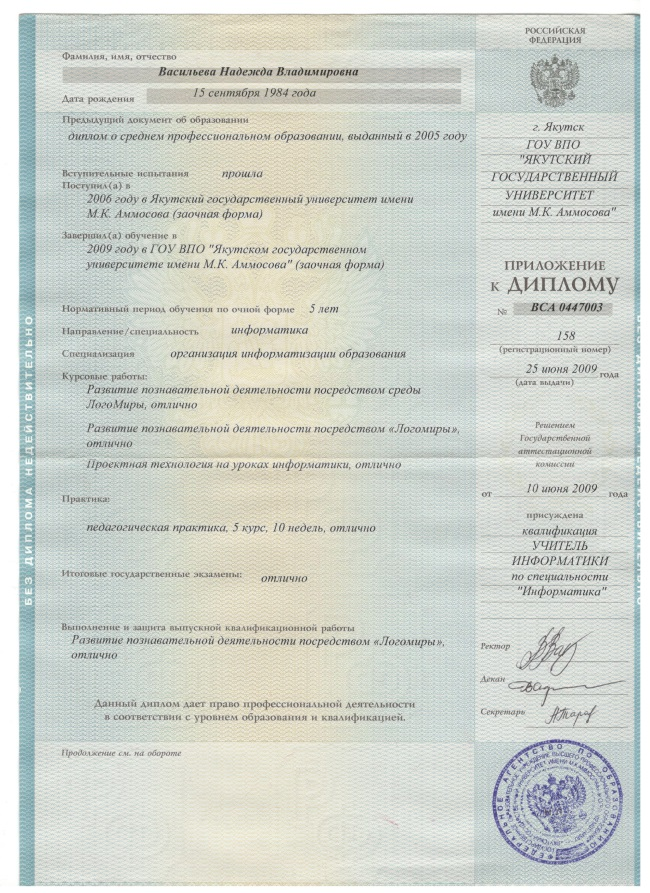 Фамилия, имя, отчество
Васильева Надежда Владимировна
Дата рождения 15 сентября 1984 года
Предыдущий документ об образовании
диплом о среднем профессиональном образовании, выданный в 2005 году
Вступительные испытания прошла
Поступил(а) в
2006 году в Якутский государственный университет имени
М.К. Аммосова (заочная форма)
Завершил(а) обучение в
2009 году в ГОУ ВПО "Якутском государственном
университете имени М.К. Аммосова" (заочная форма)
Нормативный период обучения по очной форме 5 лет
Направление/специальность информатика
Специализация организация информатизации образования
Курсовые работы:
Развитие познавательной деятельности посредством среды
ЛогоМиры, отлично
Развитие познавательной деятельности посредством «Логомиры»,
отлично
Проектная технология на уроках информатики, отлично
Практика:
педагогическая практика, 5 курс, 10 недель, отлично
Итоговые государственные экзамены: отлично
Выполнение и защита выпускной квалификационной работы
Развитие познавательной деятельности посредством «Логомиры»,
отлично
Данный диплом дает право профессиональной деятельности
в соответствии с уровнем образования и квалификацией.
Продолжение см. на обороте
БЕЗ ДИПЛОМА НЕДЕЙСТВИТЕЛЬНО
РОССИЙСКАЯ
ФЕДЕРАЦИЯ
г. Якутск
ГОУ ВПО
"ЯКУТСКИЙ
ГОСУДАРСТВЕННЫЙ
УНИВЕРСИТЕТ
имени М.К. Аммосова"
ПРИЛОЖЕНИЕ
К ДИПЛОМУ
№ ВСА 0447003
158
(регистрационный номер)
25 июня 2009 года
(дата выдачи)
Решением
Государственной
аттестационной
комиссии
от 10 июня 2009 года
присуждена
квалификация
УЧИТЕЛЬ
ИНФОРМАТИКИ
по специальности
"Информатика"
Ректор
Декан
Секретарь
ФЕДЕРАЛЬНОЕ АГЕНТСТВО ПО ОБРАЗОВАНИЮ